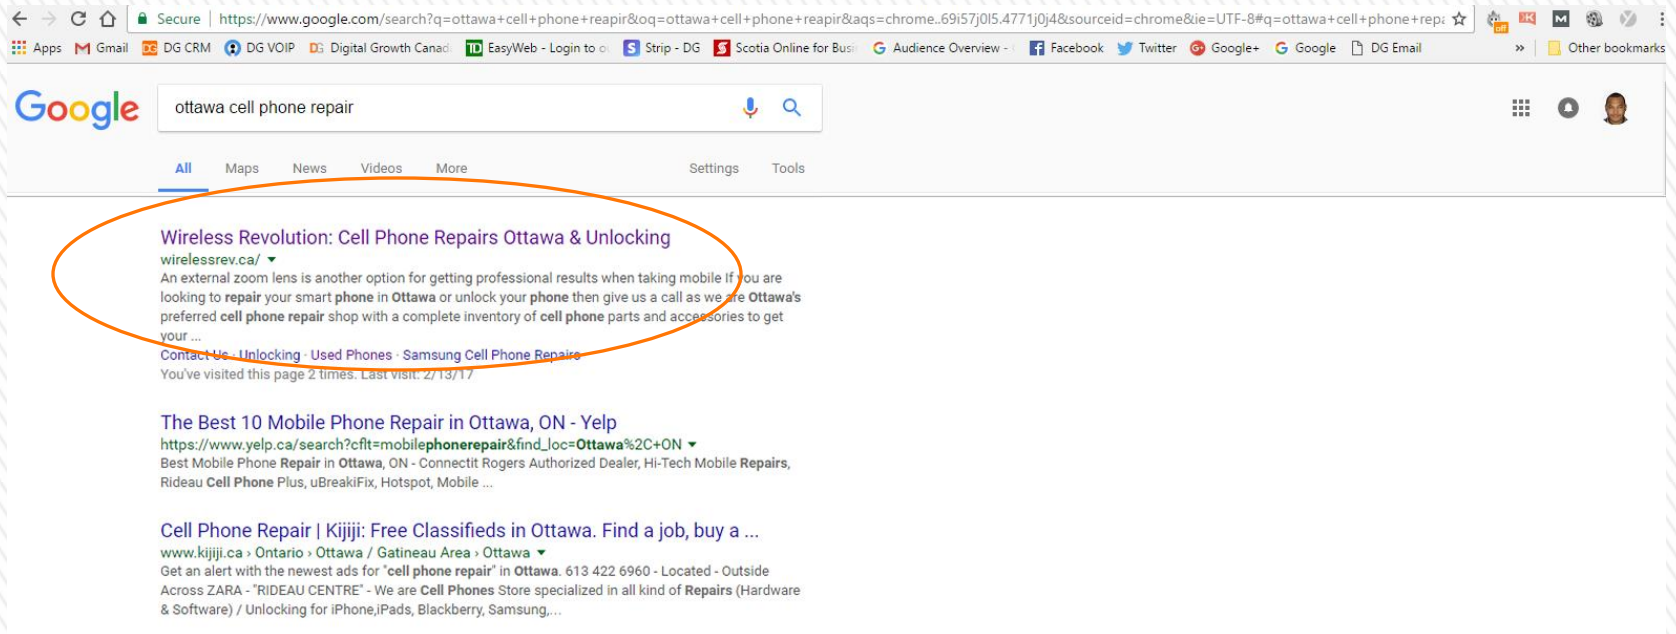 Secure https://www.google.com/search?q=ottawa+cell+phone+reapir&oq=ottawa+cell+phone+reapir&aqs=chrome..69i57j0l5.4771j0j4&sourceid=chrome&ie=UTF-8#q=ottawa+cell+phone+repa
off M
Apps Gmail DG DG CRM DG VOIP DG Digital Growth Canad TD EasyWeb - Login to o S Strip - DG S Scotia Online for Busi G Audience Overview - Facebook Twitter Google+ G Google DG Email » Other bookmarks
Google ottawa cell phone repair
All Maps News Videos More Settings Tools
Wireless Revolution: Cell Phone Repairs Ottawa & Unlocking
wirelessrev.ca/
An external zoom lens is another option for getting professional results when taking mobile If you are
looking to repair your smart phone in Ottawa or unlock your phone then give us a call as we are Ottawa's
preferred cell phone repair shop with a complete inventory of cell phone parts and accessories to get
your ...
Contact Us · Unlocking · Used Phones · Samsung Cell Phone Repairs
You've visited this page 2 times. Last visit: 2/13/17
The Best 10 Mobile Phone Repair in Ottawa, ON - Yelp
https://www.yelp.ca/search?cflt=mobilephonerepair&find_loc=Ottawa%2C+ON
Best Mobile Phone Repair in Ottawa, ON - Connectit Rogers Authorized Dealer, Hi-Tech Mobile Repairs,
Rideau Cell Phone Plus, uBreakiFix, Hotspot, Mobile ...
Cell Phone Repair | Kijiji: Free Classifieds in Ottawa. Find a job, buy a ...
www.kijiji.ca › Ontario › Ottawa / Gatineau Area › Ottawa
Get an alert with the newest ads for "cell phone repair" in Ottawa. 613 422 6960 - Located - Outside
Across ZARA - "RIDEAU CENTRE" - We are Cell Phones Store specialized in all kind of Repairs (Hardware
& Software) / Unlocking for iPhone,iPads, Blackberry, Samsung,...